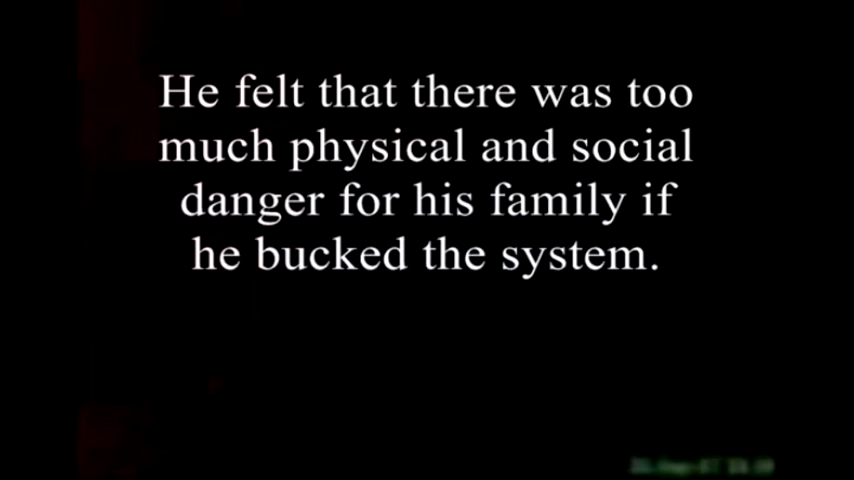 He felt that there was too
much physical and social
danger for his family if
he bucked the system.